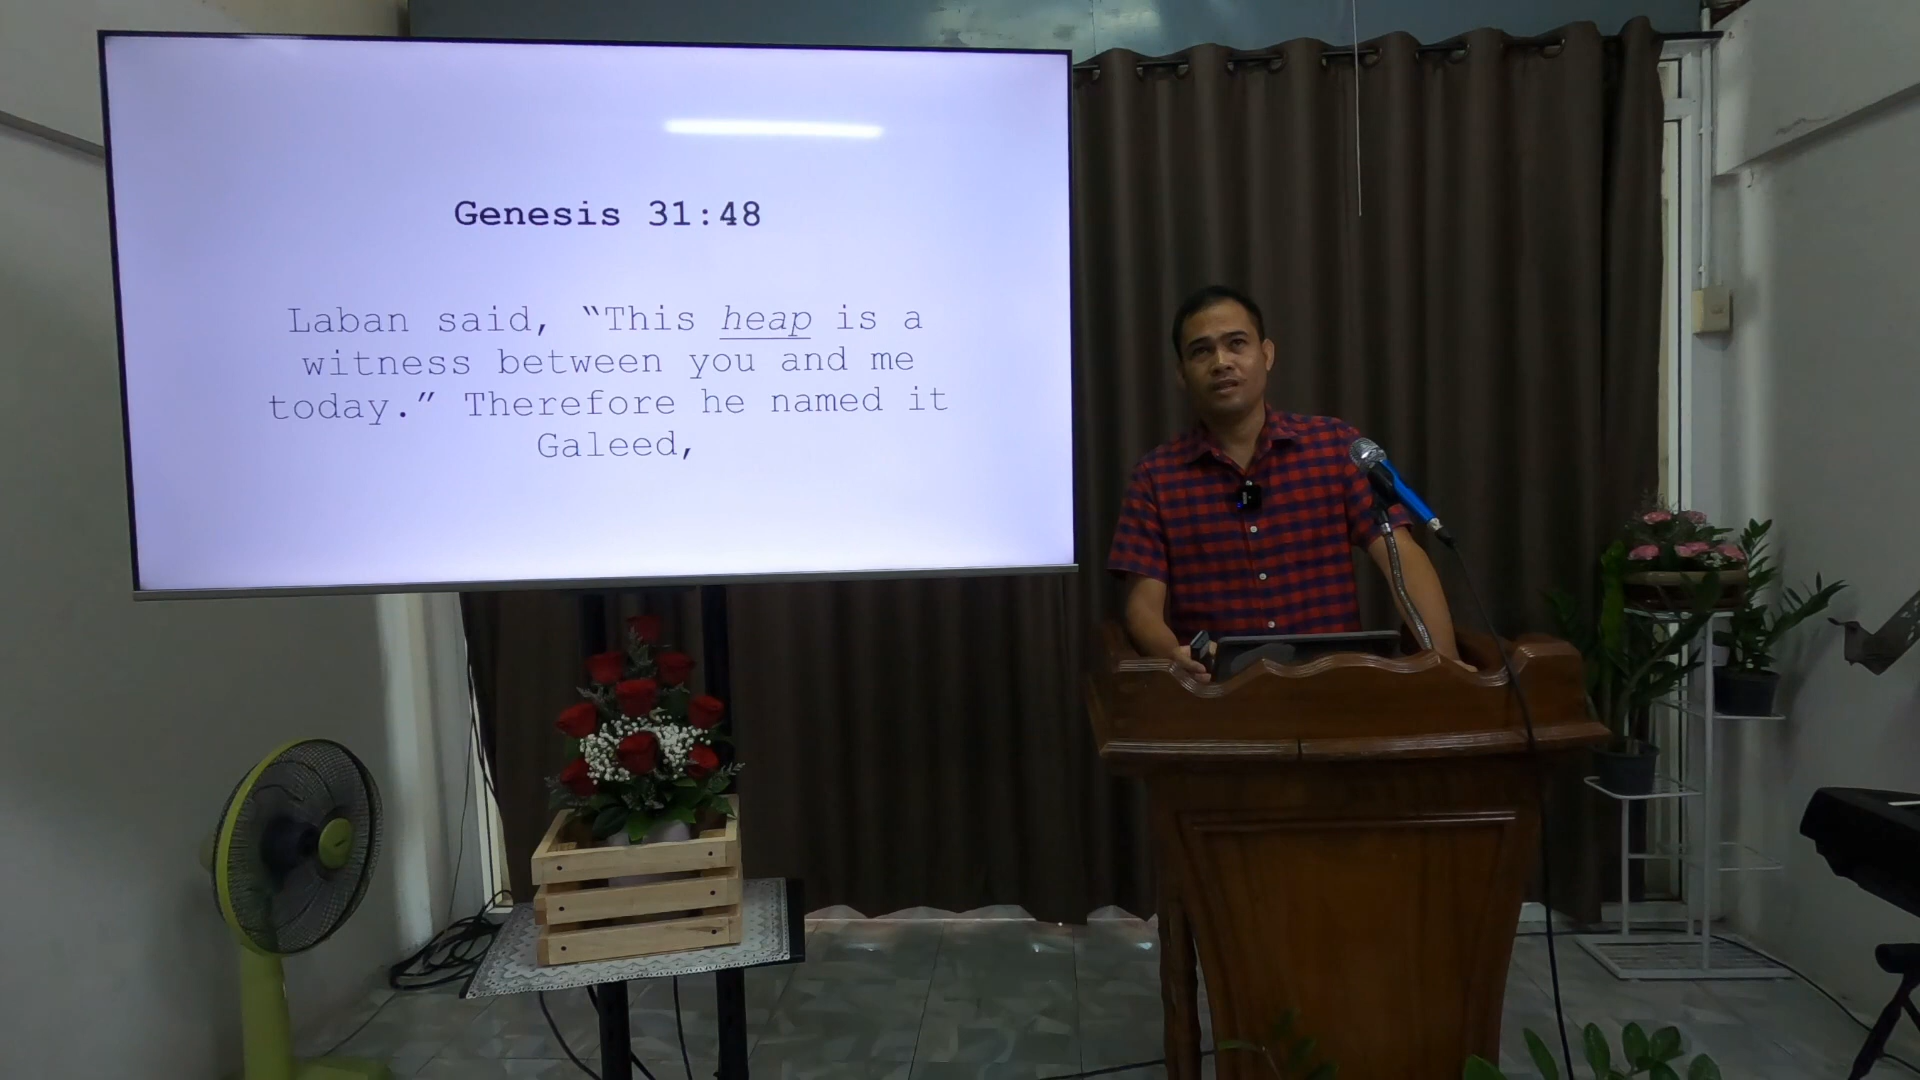 Genesis 31:48
Laban said, “This heap is a
witness between you and me
today.” Therefore he named it
Galeed,